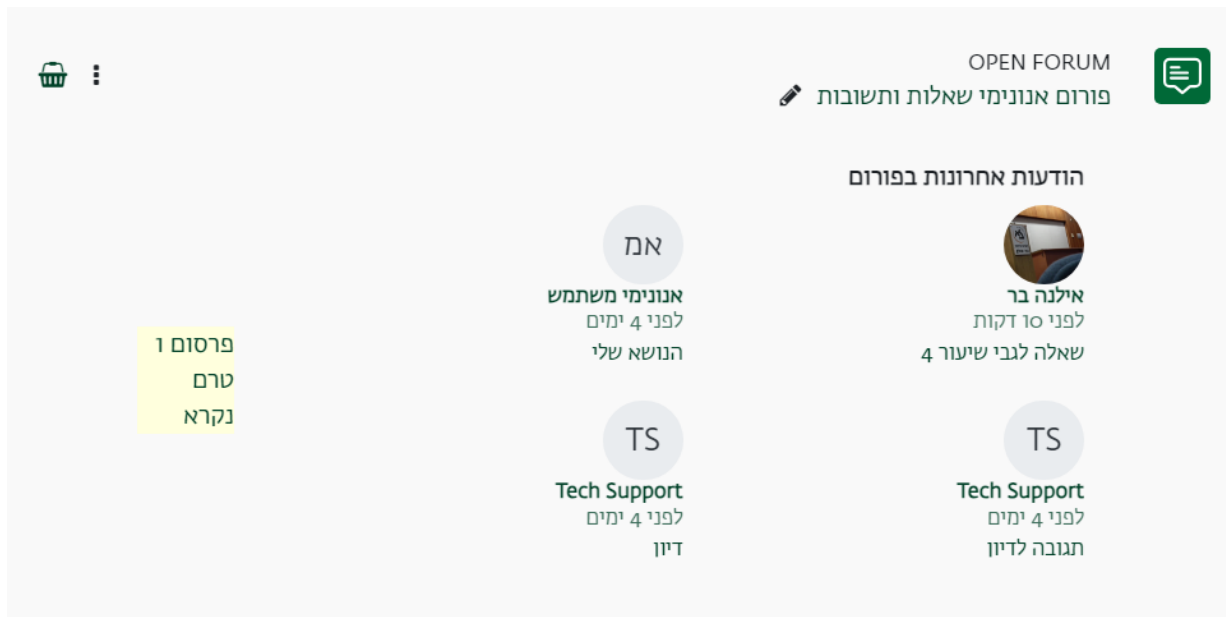 OPEN FORUM
פורום אנונימי שאלות ותשובות
הודעות אחרונות בפורום
אילנה בר
לפני 10 דקות
שאלה לגבי שיעור 4
אמ
אנונימי משתמש
לפני 4 ימים
הנושא שלי
TS
Tech Support
לפני 4 ימים
תגובה לדיון
TS
Tech Support
לפני 4 ימים
דיון
פרסום 1
טרם
נקרא